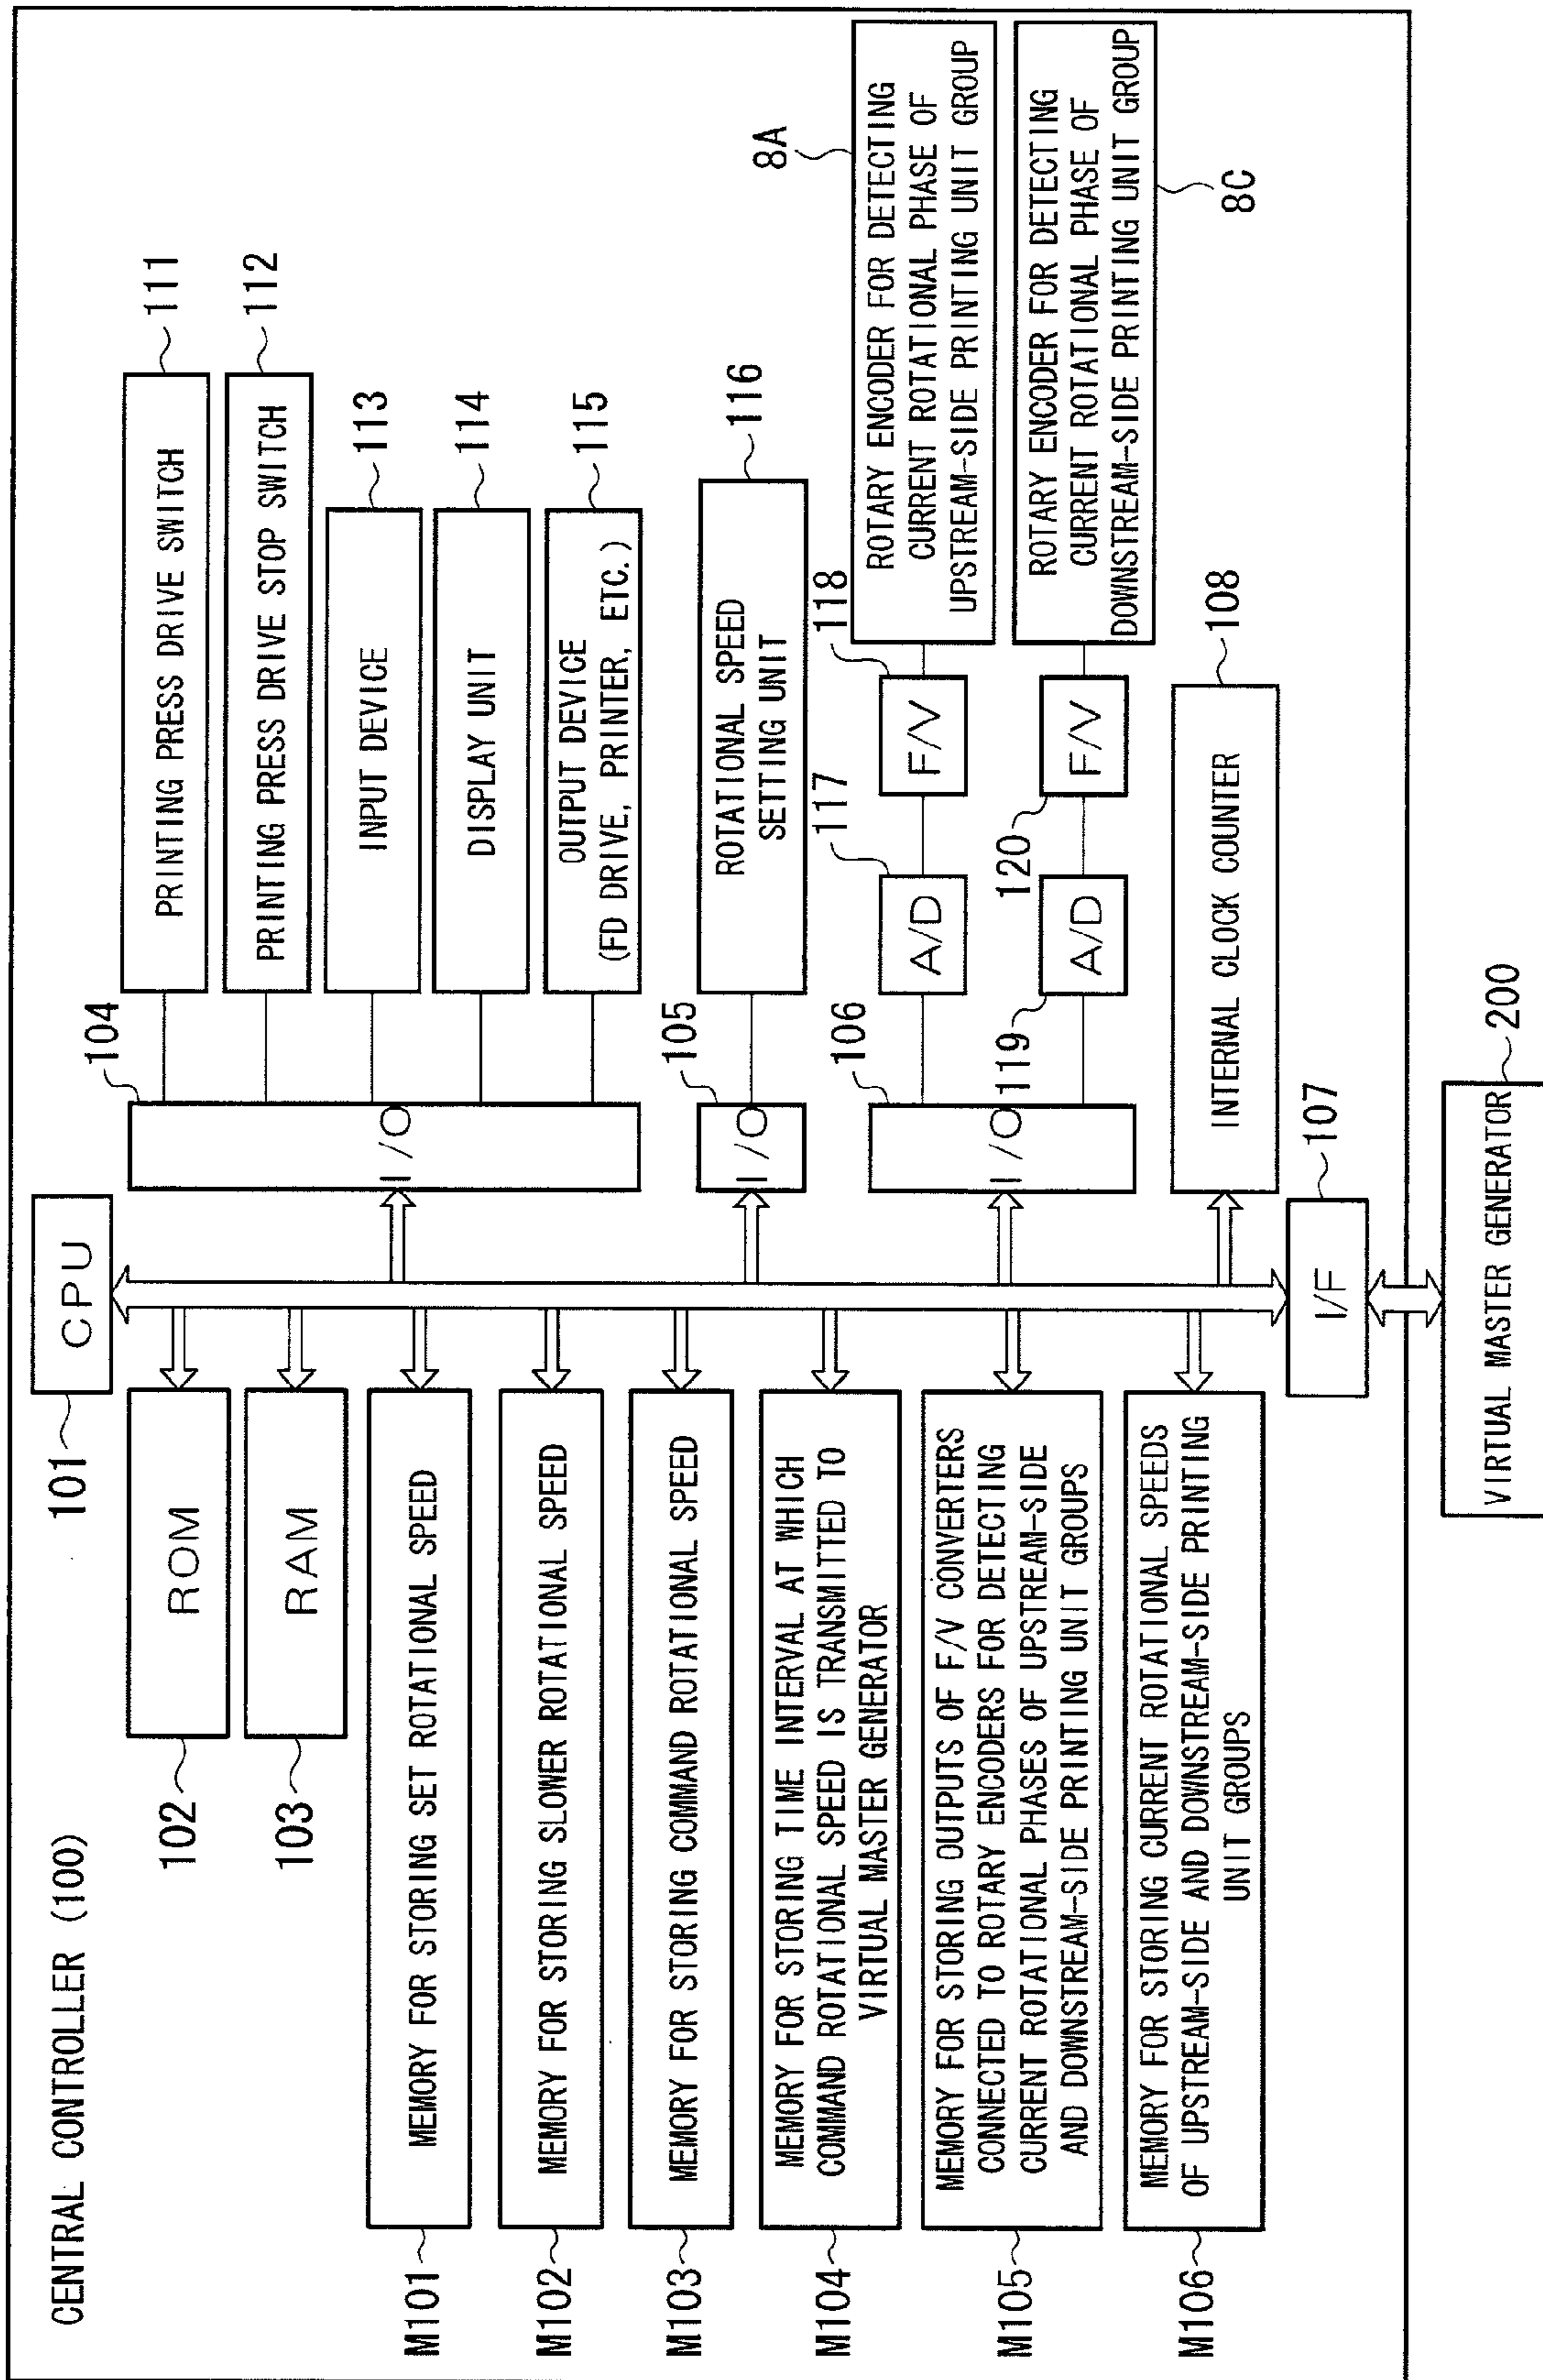 CENTRAL CONTROLLER (100)
101
CPU
102
ROM
103
RAM
M101
MEMORY FOR STORING SET ROTATIONAL SPEED
M102
MEMORY FOR STORING SLOWER ROTATIONAL SPEED
M103
MEMORY FOR STORING COMMAND ROTATIONAL SPEED
M104
MEMORY FOR STORING TIME INTERVAL AT WHICH
COMMAND ROTATIONAL SPEED IS TRANSMITTED TO
VIRTUAL MASTER GENERATOR
M105
MEMORY FOR STORING OUTPUTS OF F/V CONVERTERS
CONNECTED TO ROTARY ENCODERS FOR DETECTING
CURRENT ROTATIONAL PHASES OF UPSTREAM-SIDE
AND DOWNSTREAM-SIDE PRINTING UNIT GROUPS
M106
MEMORY FOR STORING CURRENT ROTATIONAL SPEEDS
OF UPSTREAM-SIDE AND DOWNSTREAM-SIDE PRINTING
UNIT GROUPS
104
I/O
PRINTING PRESS DRIVE SWITCH
111
PRINTING PRESS DRIVE STOP SWITCH
112
INPUT DEVICE
113
DISPLAY UNIT
114
OUTPUT DEVICE
(FD DRIVE, PRINTER, ETC.)
115
105
I/O
ROTATIONAL SPEED
SETTING UNIT
116
106
I/O
117
A/D
118
F/V
ROTARY ENCODER FOR DETECTING
CURRENT ROTATIONAL PHASE OF
UPSTREAM-SIDE PRINTING UNIT GROUP
8A
119
A/D
120
F/V
ROTARY ENCODER FOR DETECTING
CURRENT ROTATIONAL PHASE OF
DOWNSTREAM-SIDE PRINTING UNIT GROUP
8C
INTERNAL CLOCK COUNTER
108
I/F
107
VIRTUAL MASTER GENERATOR
200